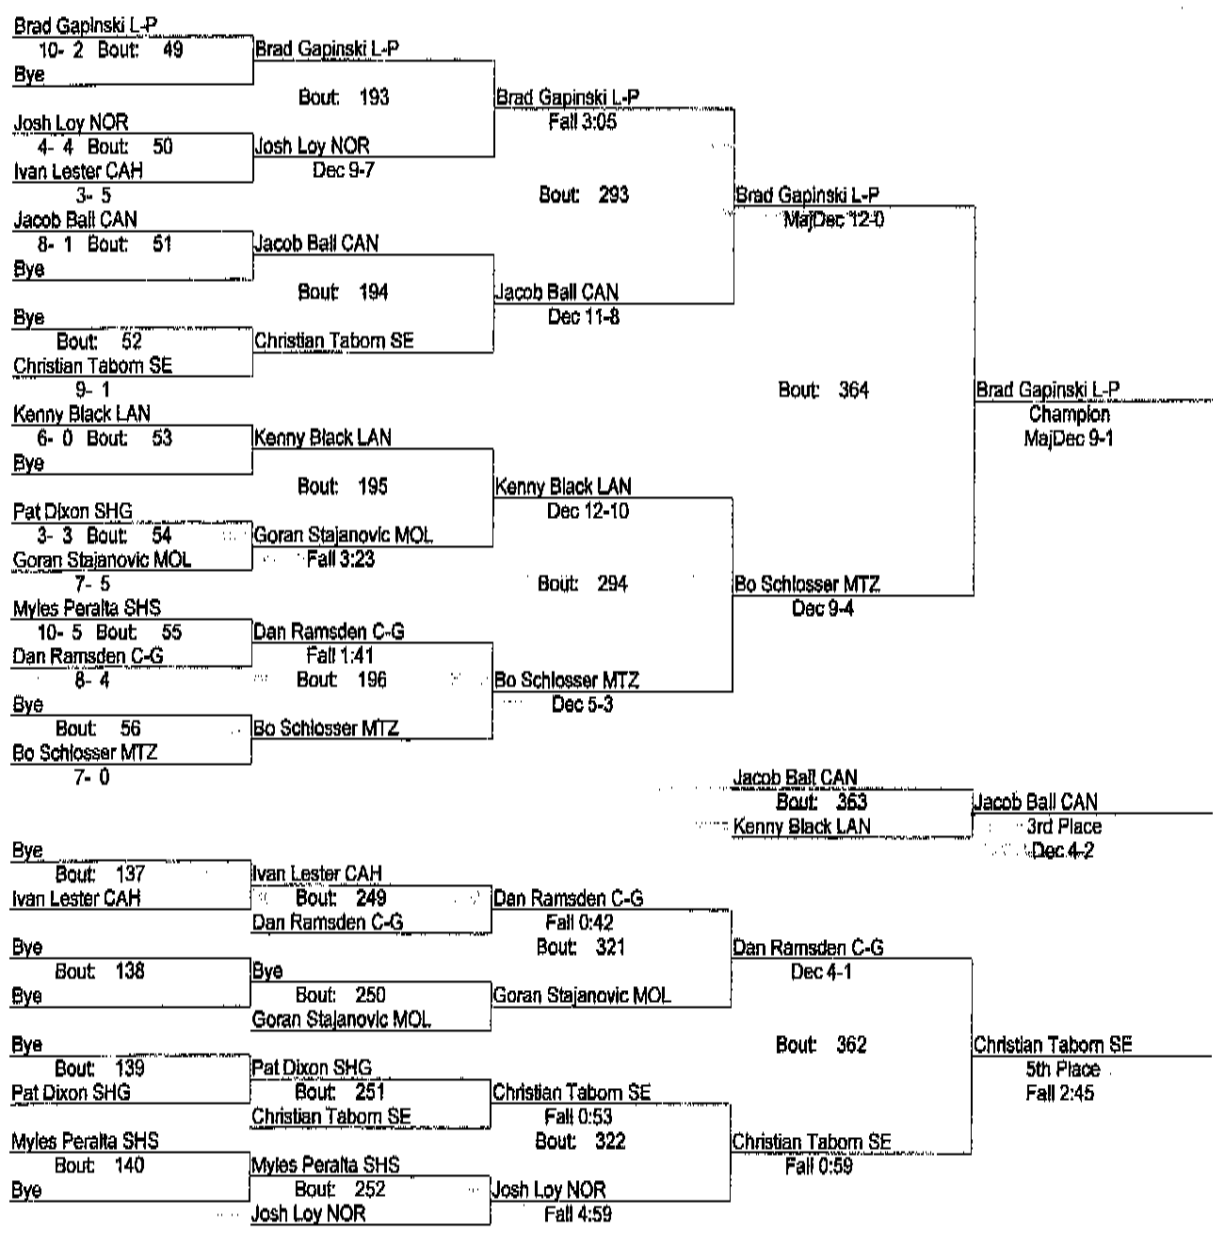 Brad Gapinski L-P
10- 2 Bout: 49
Brad Gapinski L-P
Bye
Bout: 193
Brad Gapinski L-P
Fall 3:05
Josh Loy NOR
4- 4 Bout: 50
Josh Loy NOR
Dec 9-7
Ivan Lester CAH
3- 5
Bout: 293
Brad Gapinski L-P
MajDec 12-0
Jacob Ball CAN
8- 1 Bout: 51
Jacob Ball CAN
Bye
Bout: 194
Jacob Ball CAN
Dec 11-8
Bye
Bout: 52
Christian Taborn SE
Christian Taborn SE
9- 1
Bout: 364
Brad Gapinski L-P
Champion
MajDec 9-1
Kenny Black LAN
6- 0 Bout: 53
Kenny Black LAN
Bye
Bout: 195
Kenny Black LAN
Dec 12-10
Pat Dixon SHG
3- 3 Bout: 54
Goran Stajanovic MOL
Fall 3:23
Goran Stajanovic MOL
7- 5
Bout: 294
Bo Schlosser MTZ
Dec 9-4
Myles Peralta SHS
10- 5 Bout: 55
Dan Ramsden C-G
Fall 1:41
Dan Ramsden C-G
8- 4
Bout: 196
Bo Schlosser MTZ
Dec 5-3
Bye
Bout: 56
Bo Schlosser MTZ
Bo Schlosser MTZ
7- 0
Jacob Ball CAN
Bout: 363
Jacob Ball CAN
Kenny Black LAN
3rd Place
Dec 4-2
Bye
Bout: 137
Ivan Lester CAH
Ivan Lester CAH
Bout: 249
Dan Ramsden C-G
Dan Ramsden C-G
Fall 0:42
Bout: 321
Dan Ramsden C-G
Dec 4-1
Bye
Bout: 138
Bye
Bye
Bout: 250
Goran Stajanovic MOL
Goran Stajanovic MOL
Bye
Bout: 139
Pat Dixon SHG
Pat Dixon SHG
Bout: 251
Christian Taborn SE
Christian Taborn SE
Fall 0:53
Bout: 362
Christian Taborn SE
5th Place
Fall 2:45
Bout: 322
Christian Taborn SE
Fall 0:59
Myles Peralta SHS
Bout: 140
Bye
Myles Peralta SHS
Bout: 252
Josh Loy NOR
Josh Loy NOR
Fall 4:59